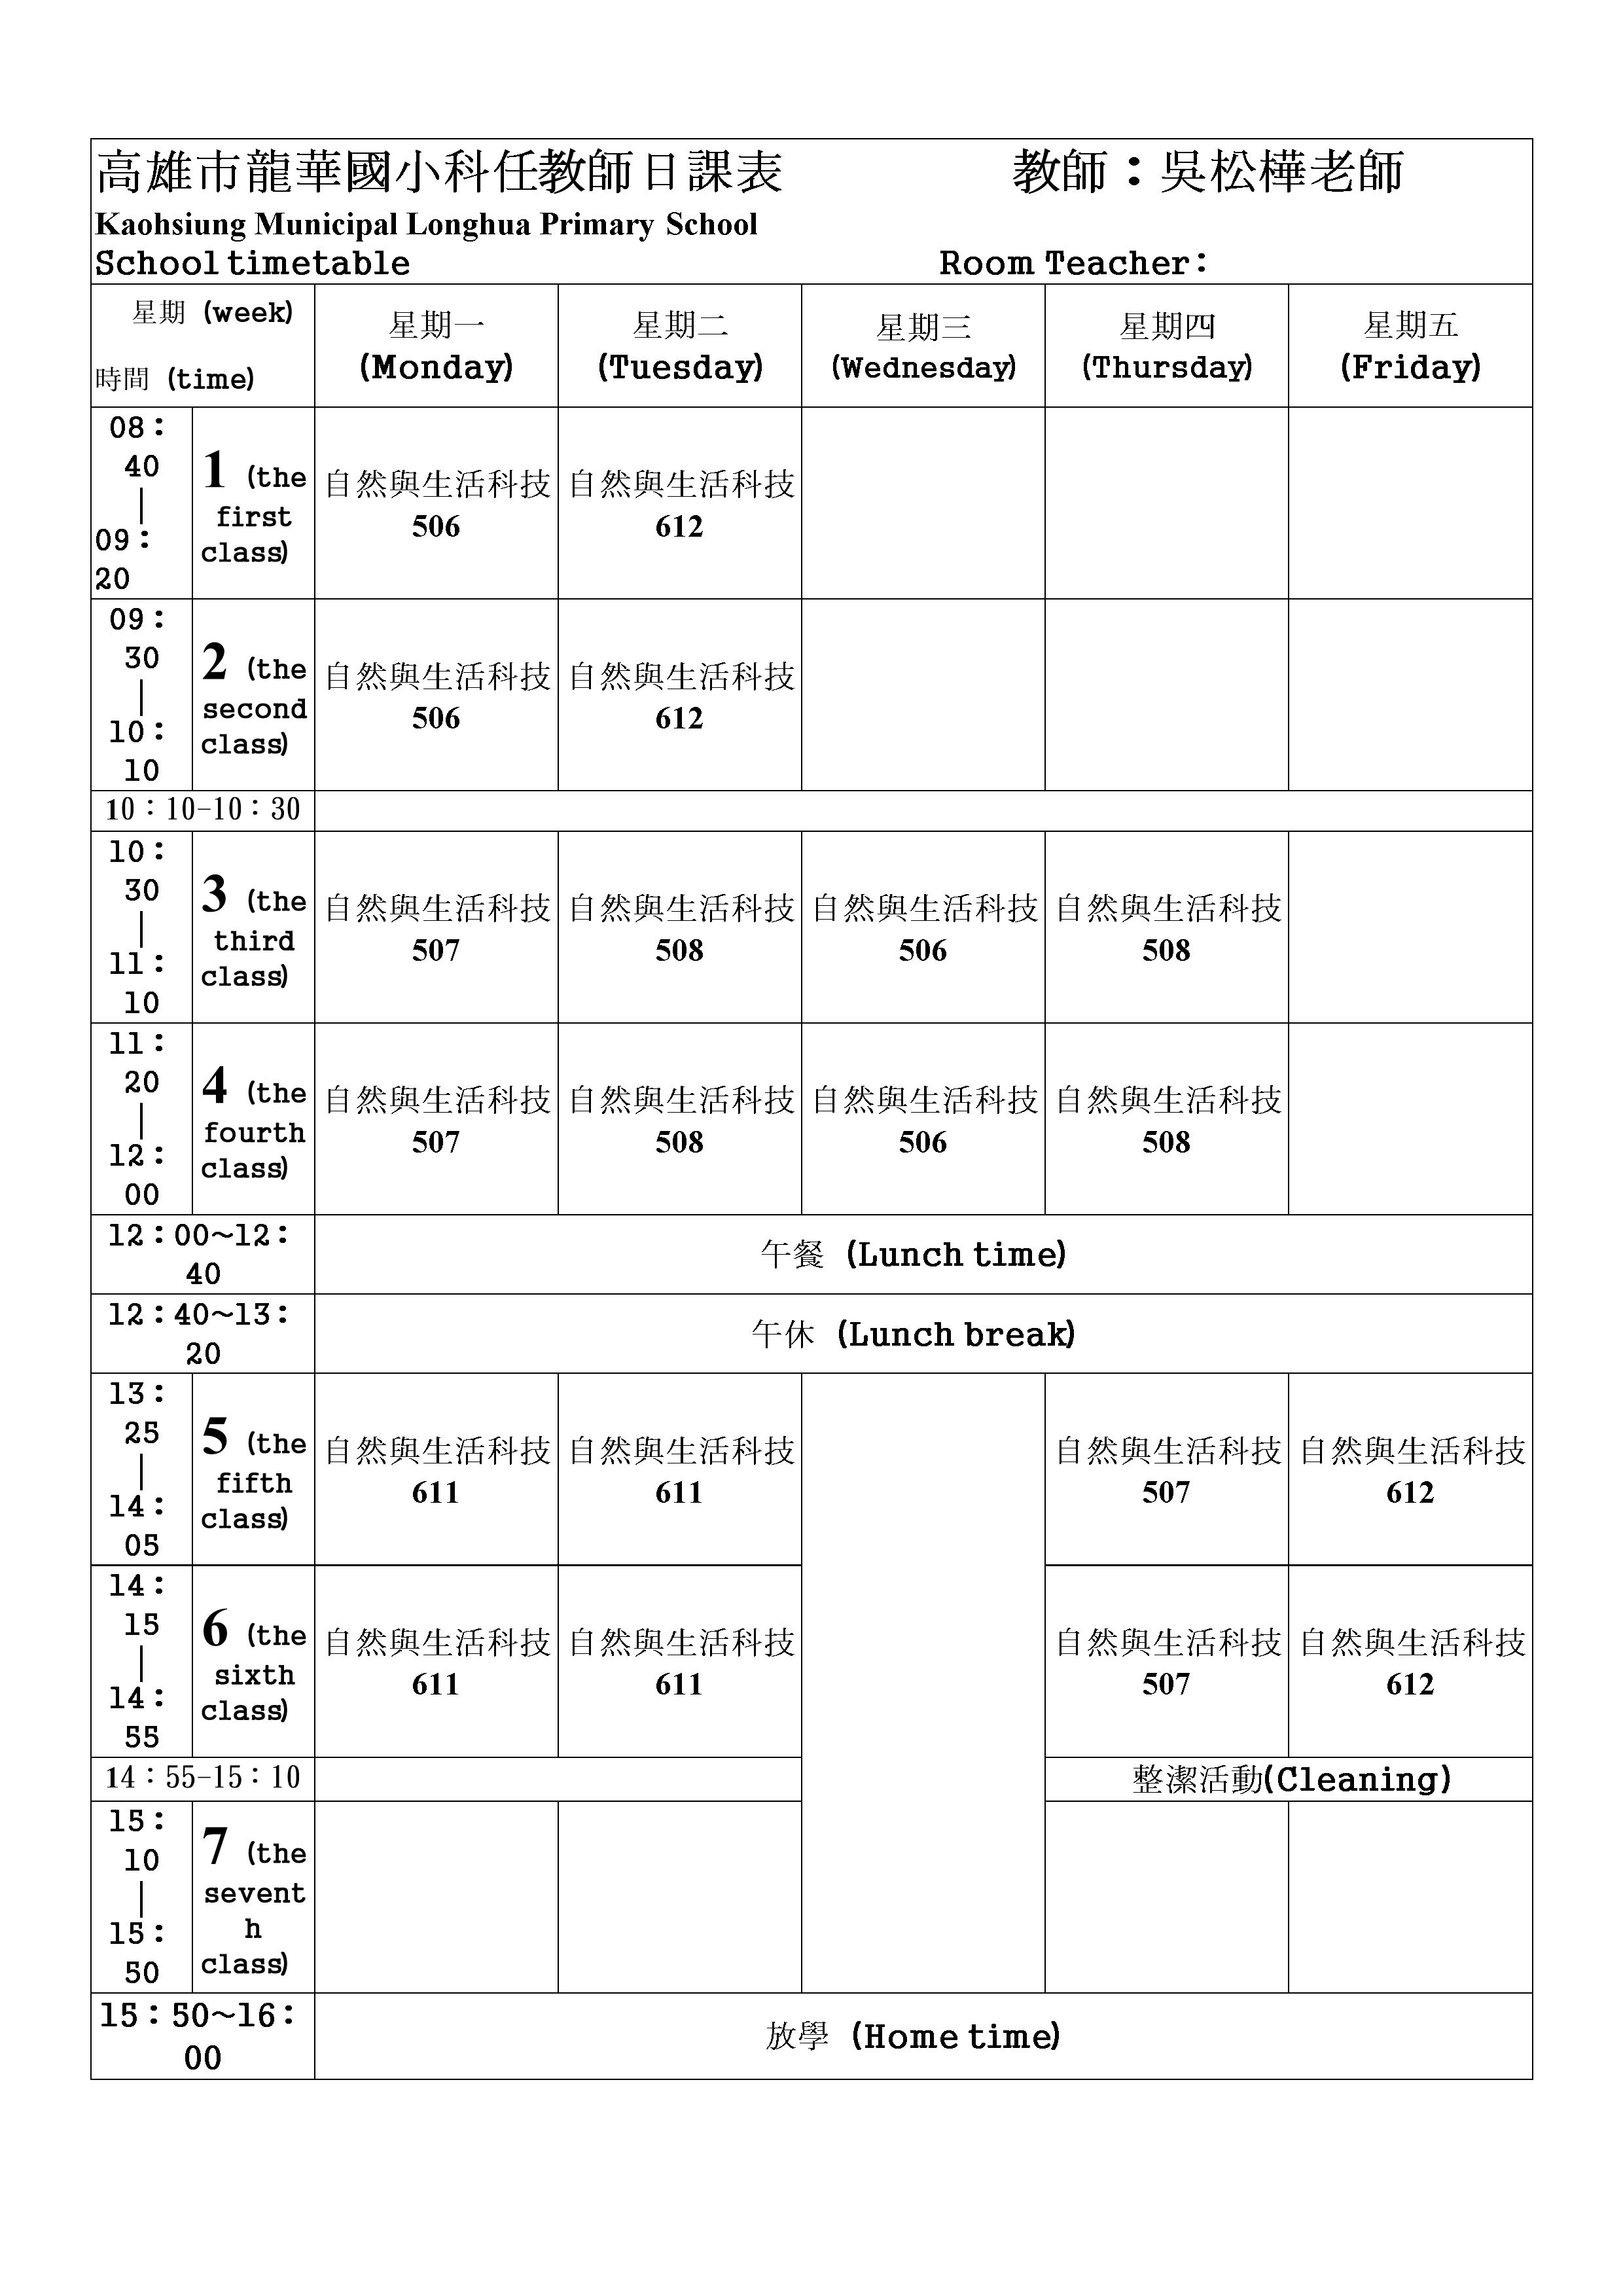 高雄市龍華國小科任教師日課表 教師：吳松樺老師
Kaohsiung Municipal Longhua Primary School
School timetable Room Teacher：
星期 (week)
時間 (time)
星期一
(Monday)
星期二
(Tuesday)
星期三
(Wednesday)
星期四
(Thursday)
星期五
(Friday)
08：
40
|
09：
20
1 (the
first
class)
自然與生活科技
506
自然與生活科技
612
09：
30
|
10：
10
2 (the
second
class)
自然與生活科技
506
自然與生活科技
612
10：10-10：30
10：
30
|
11：
10
3 (the
third
class)
自然與生活科技
507
自然與生活科技
508
自然與生活科技
506
自然與生活科技
508
11：
20
|
12：
00
4 (the
fourth
class)
自然與生活科技
507
自然與生活科技
508
自然與生活科技
506
自然與生活科技
508
12：00~12：
40
午餐 (Lunch time)
12：40~13：
20
午休 (Lunch break)
13：
25
|
14：
05
5 (the
fifth
class)
自然與生活科技
611
自然與生活科技
611
自然與生活科技
507
自然與生活科技
612
14：
15
|
14：
55
6 (the
sixth
class)
自然與生活科技
611
自然與生活科技
611
自然與生活科技
507
自然與生活科技
612
14：55-15：10
整潔活動(Cleaning)
15：
10
|
15：
50
7 (the
sevent
h
class)
15：50~16：
00
放學 (Home time)